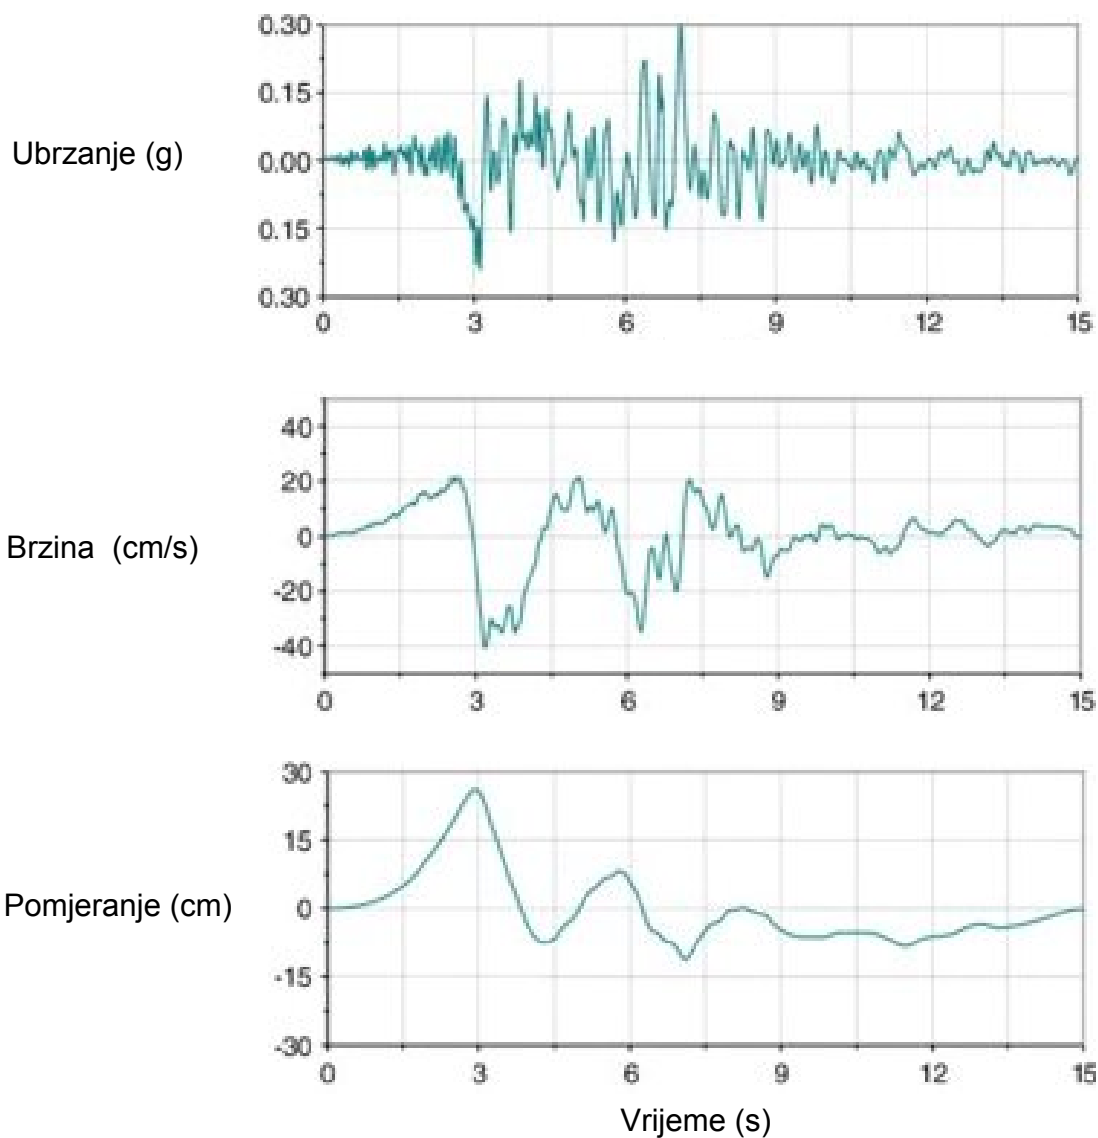 0.30
0.15
Ubrzanje (g)
0.00
0.15
0.30
0 3 6 9 12 15
40
20
0
Brzina (cm/s)
-20
-40
0 3 6 9 12 15
30
15
Pomjeranje (cm)
0
-15
-30
0 3 6 9 12 15
Vrijeme (s)